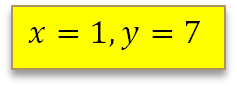 x = 1, y = 7